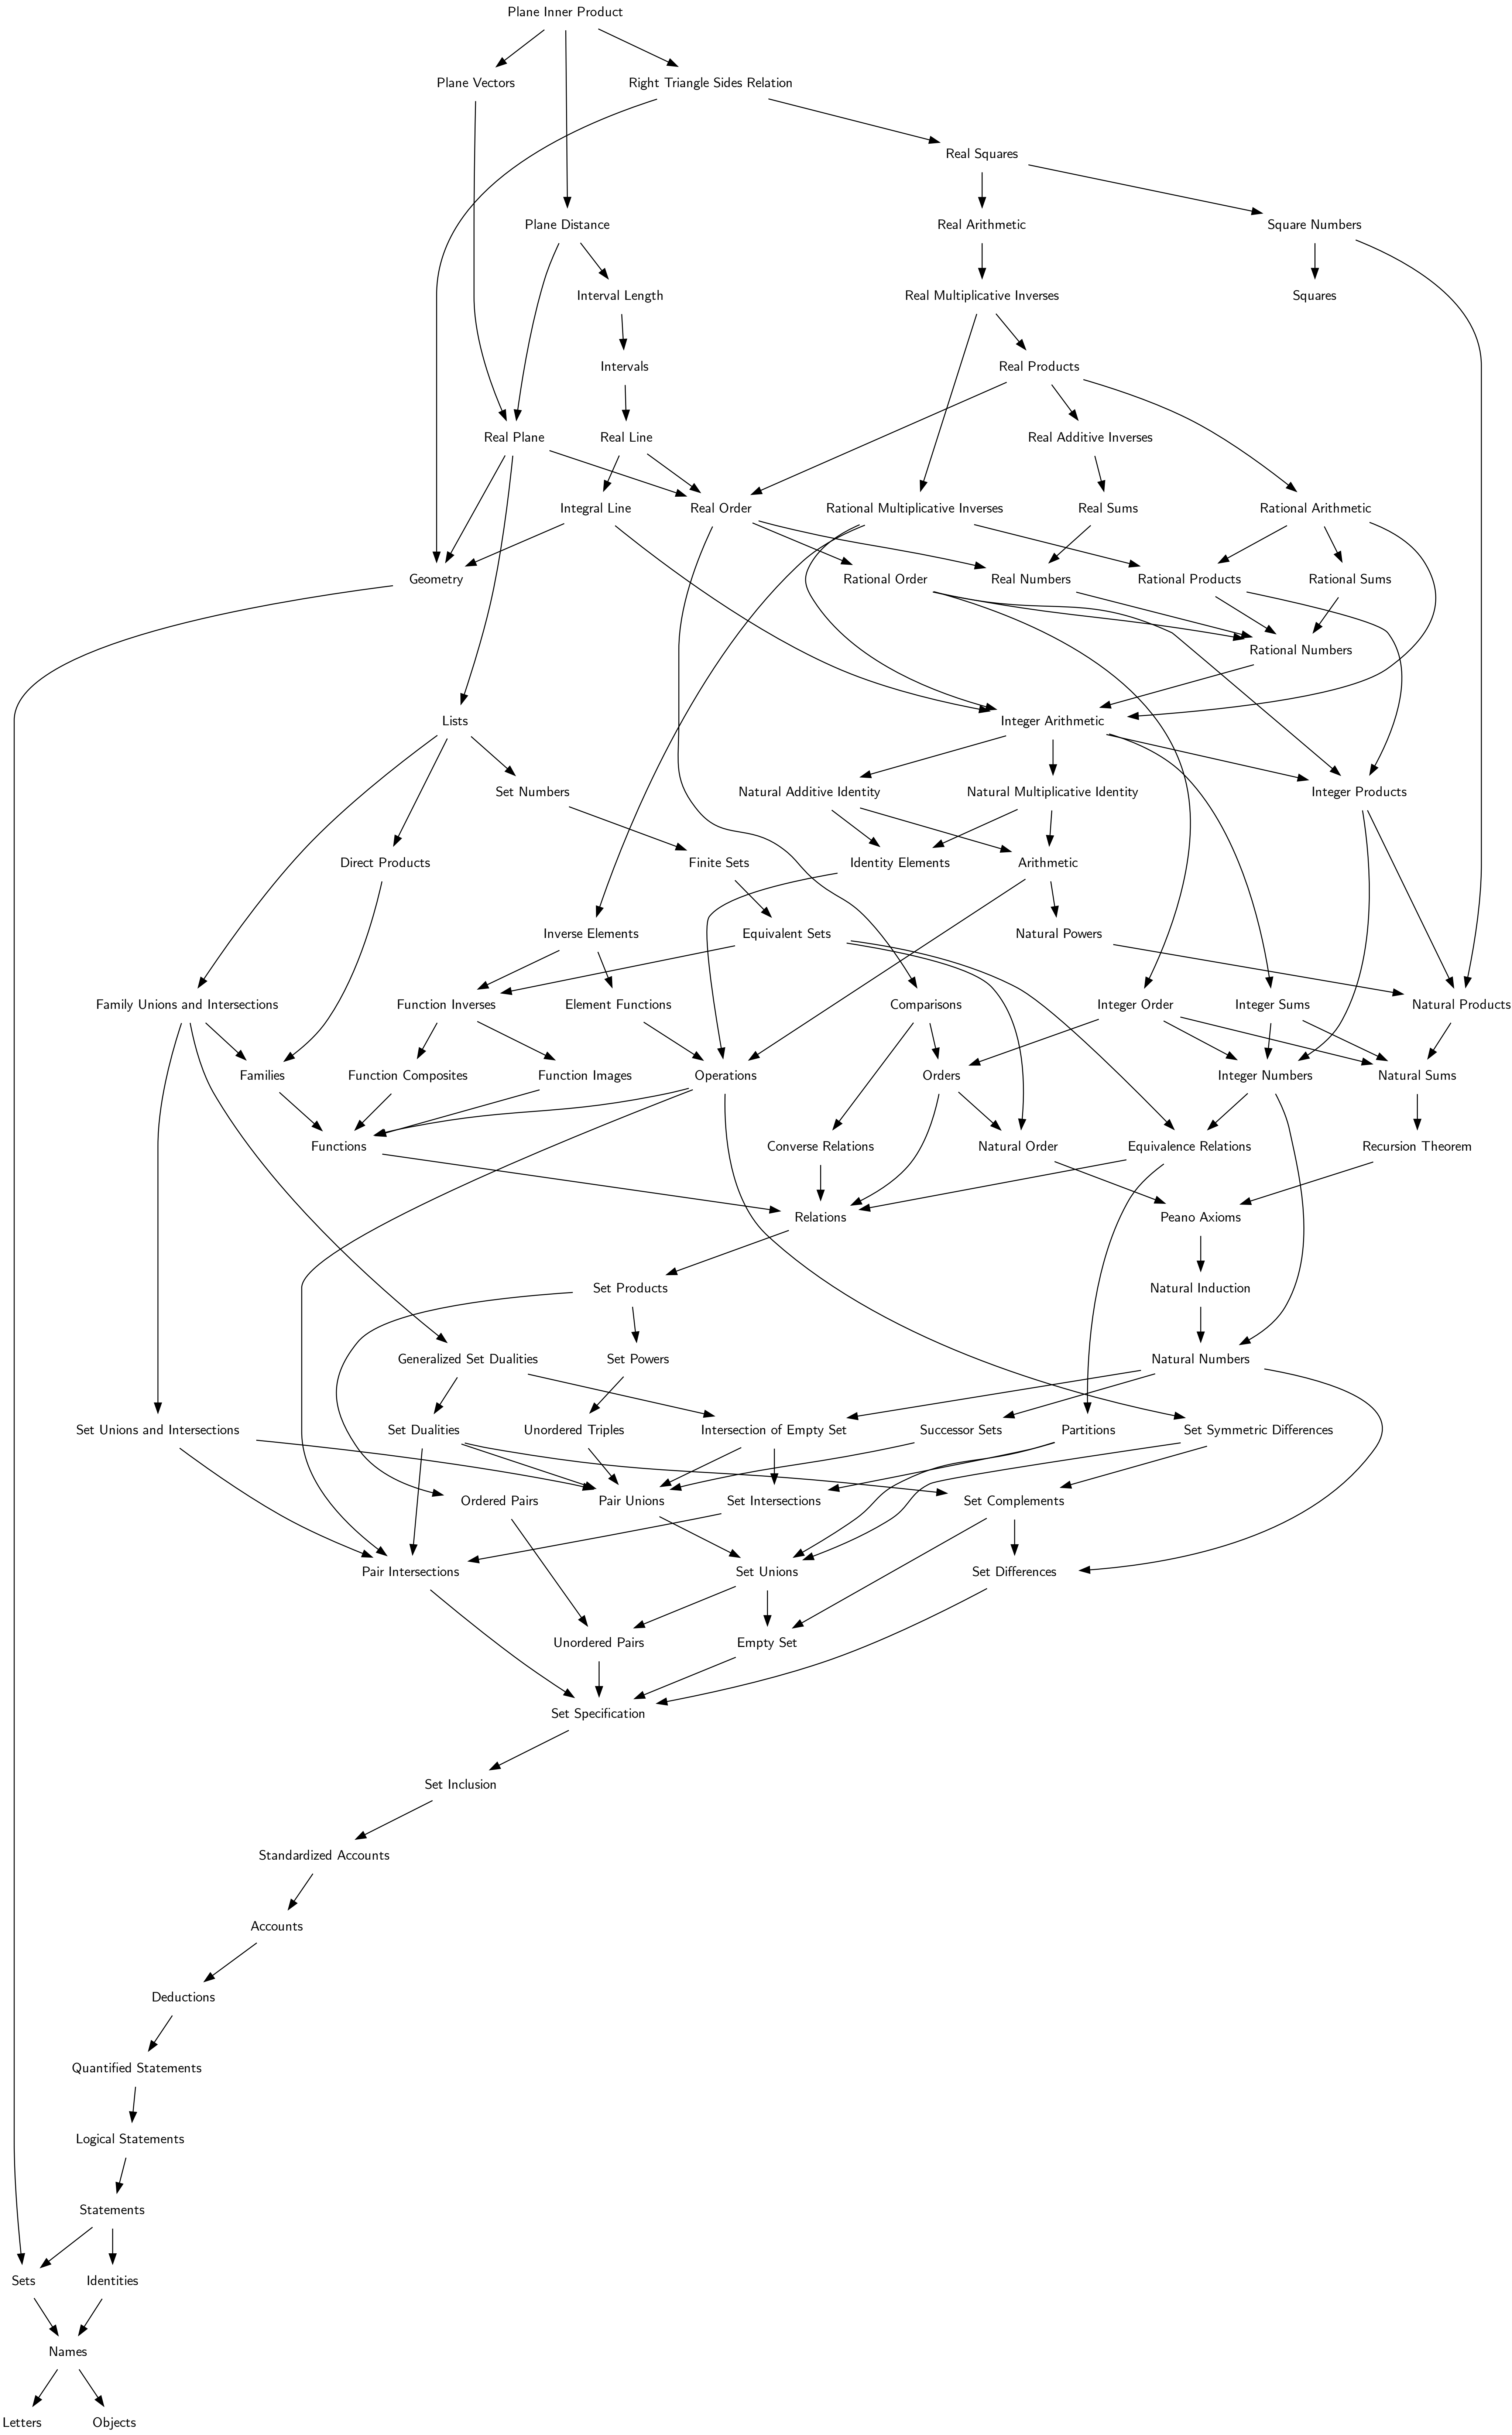 Plane Inner Product
Plane Vectors
Right Triangle Sides Relation
Real Squares
Plane Distance
Real Arithmetic
Square Numbers
Interval Length
Real Multiplicative Inverses
Squares
Intervals
Real Products
Real Plane
Real Line
Real Additive Inverses
Integral Line
Real Order
Rational Multiplicative Inverses
Real Sums
Rational Arithmetic
Geometry
Rational Order
Real Numbers
Rational Products
Rational Sums
Rational Numbers
Lists
Integer Arithmetic
Set Numbers
Natural Additive Identity
Natural Multiplicative Identity
Integer Products
Direct Products
Finite Sets
Identity Elements
Arithmetic
Inverse Elements
Equivalent Sets
Natural Powers
Family Unions and Intersections
Function Inverses
Element Functions
Comparisons
Integer Order
Integer Sums
Natural Products
Families
Function Composites
Function Images
Operations
Orders
Integer Numbers
Natural Sums
Functions
Converse Relations
Natural Order
Equivalence Relations
Recursion Theorem
Relations
Peano Axioms
Set Products
Natural Induction
Generalized Set Dualities
Set Powers
Natural Numbers
Set Unions and Intersections
Set Dualities
Unordered Triples
Intersection of Empty Set
Successor Sets
Partitions
Set Symmetric Differences
Ordered Pairs
Pair Unions
Set Intersections
Set Complements
Pair Intersections
Set Unions
Set Differences
Unordered Pairs
Empty Set
Set Specification
Set Inclusion
Standardized Accounts
Accounts
Deductions
Quantified Statements
Logical Statements
Statements
Sets
Identities
Names
Letters
Objects